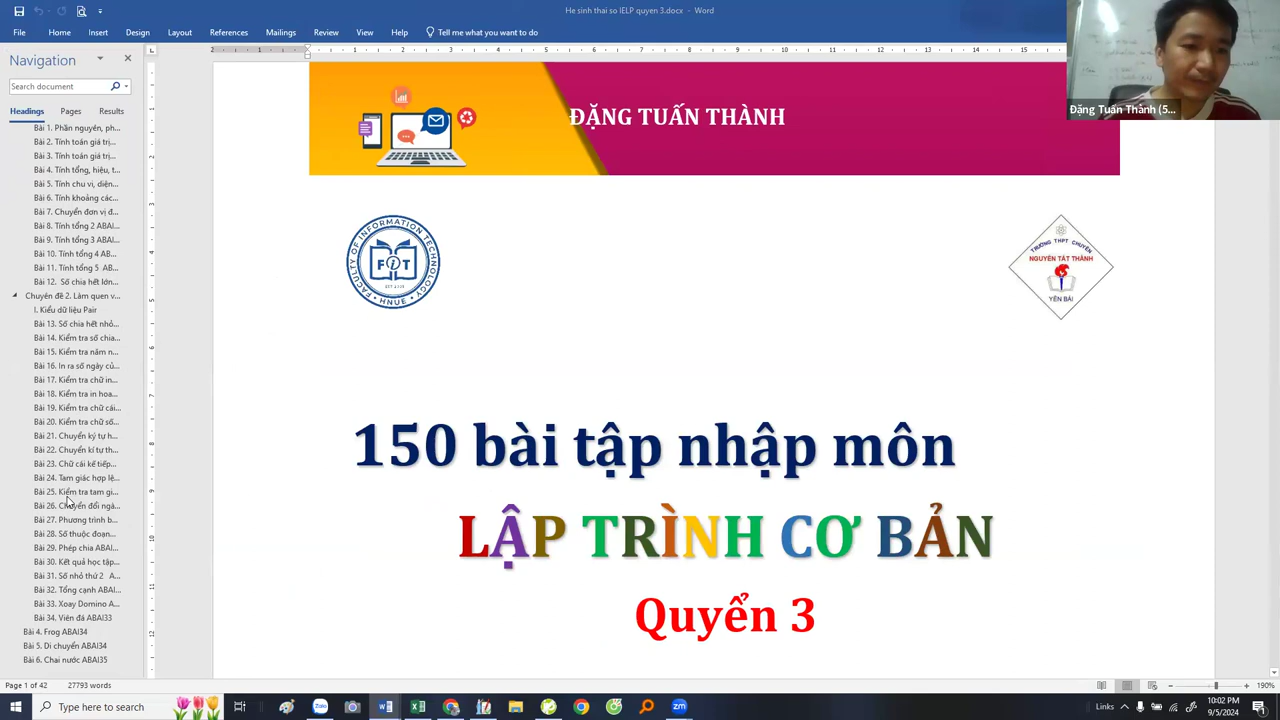 He sinh thai so IELP quyen 3.docx - Word
File Home Insert Design Layout References Mailings Review View Help Tell me what you want to do
Navigation
Search document
Headings Pages Results
Bài 1. Phần nguyên, ph...
Bài 2. Tính toán giá trị...
Bài 3. Tính toán giá trị...
Bài 4. Tính tổng, hiệu, t...
Bài 5. Tính chu vi, diện...
Bài 6. Tính khoảng các...
Bài 7. Chuyển đơn vị đ...
Bài 8. Tính tổng 2 ABAI...
Bài 9. Tính tổng 3 ABAI...
Bài 10. Tính tổng 4 AB...
Bài 11. Tính tổng 5 AB...
Bài 12. Số chia hết lớn...
Chuyên đề 2. Làm quen v...
I. Kiểu dữ liệu Pair
Bài 13. Số chia hết nhỏ...
Bài 14. Kiểm tra số chia...
Bài 15. Kiểm tra năm n...
Bài 16. In ra số ngày củ...
Bài 17. Kiểm tra chữ in...
Bài 18. Kiểm tra in hoa...
Bài 19. Kiểm tra chữ cái...
Bài 20. Kiểm tra chữ số...
Bài 21. Chuyển ký tự h...
Bài 22. Chuyển kí tự th...
Bài 23. Chữ cái kế tiếp...
Bài 24. Tam giác hợp lệ...
Bài 25. Kiểm tra tam gi...
Bài 26. Chuyển đổi ngà...
Bài 27. Phương trình b...
Bài 28. Số thuộc đoạn...
Bài 29. Phép chia ABAI...
Bài 30. Kết quả học tập...
Bài 31. Số nhỏ thứ 2 A...
Bài 32. Tổng cạnh ABAI...
Bài 33. Xoay Domino A...
Bài 34. Viên đá ABAI33
Bài 4. Frog ABAI34
Bài 5. Di chuyển ABAI34
Bài 6. Chai nước ABAI35
ĐẶNG TUẤN THÀNH
FACULTY OF INFORMATION TECHNOLOGY
FIT
HNUE
TRƯỜNG THPT CHUYÊN
NGUYỄN TẤT THÀNH
YÊN BÁI
150 bài tập nhập môn
LẬP TRÌNH CƠ BẢN
Quyển 3
Đặng Tuấn Thành (5...
Page 1 of 42 27793 words
190%
Type here to search
Zalo
zm
10:02 PM
9/5/2024